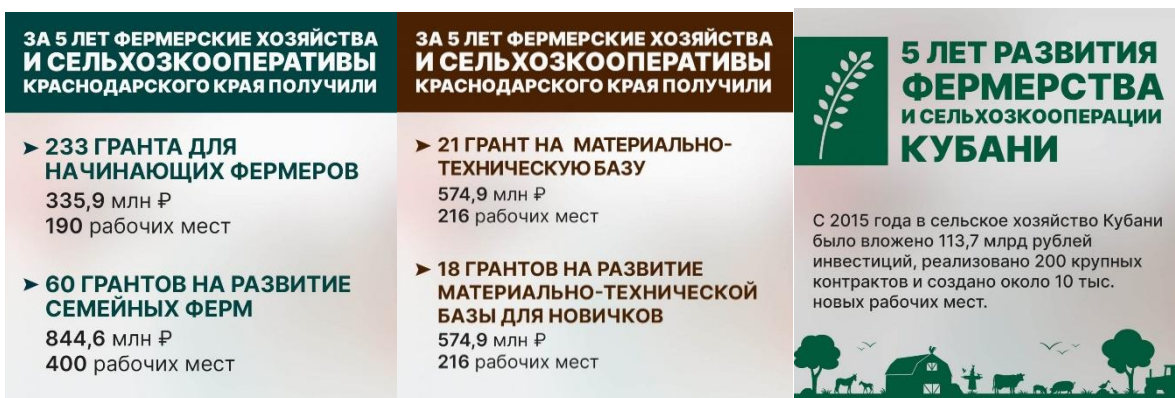 ЗА 5 ЛЕТ ФЕРМЕРСКИЕ ХОЗЯЙСТВА
И СЕЛЬХОЗКООПЕРАТИВЫ
КРАСНОДАРСКОГО КРАЯ ПОЛУЧИЛИ
➤ 233 ГРАНТА ДЛЯ
НАЧИНАЮЩИХ ФЕРМЕРОВ
335,9 млн ₽
190 рабочих мест
➤ 60 ГРАНТОВ НА РАЗВИТИЕ
СЕМЕЙНЫХ ФЕРМ
844,6 млн ₽
400 рабочих мест
ЗА 5 ЛЕТ ФЕРМЕРСКИЕ ХОЗЯЙСТВА
И СЕЛЬХОЗКООПЕРАТИВЫ
КРАСНОДАРСКОГО КРАЯ ПОЛУЧИЛИ
➤ 21 ГРАНТ НА МАТЕРИАЛЬНО-
ТЕХНИЧЕСКУЮ БАЗУ
574,9 млн ₽
216 рабочих мест
➤ 18 ГРАНТОВ НА РАЗВИТИЕ
МАТЕРИАЛЬНО-ТЕХНИЧЕСКОЙ
БАЗЫ ДЛЯ НОВИЧКОВ
574,9 млн ₽
216 рабочих мест
5 ЛЕТ РАЗВИТИЯ
ФЕРМЕРСТВА
И СЕЛЬХОЗКООПЕРАЦИИ
КУБАНИ
С 2015 года в сельское хозяйство Кубани
было вложено 113,7 млрд рублей
инвестиций, реализовано 200 крупных
контрактов и создано около 10 тыс.
новых рабочих мест.